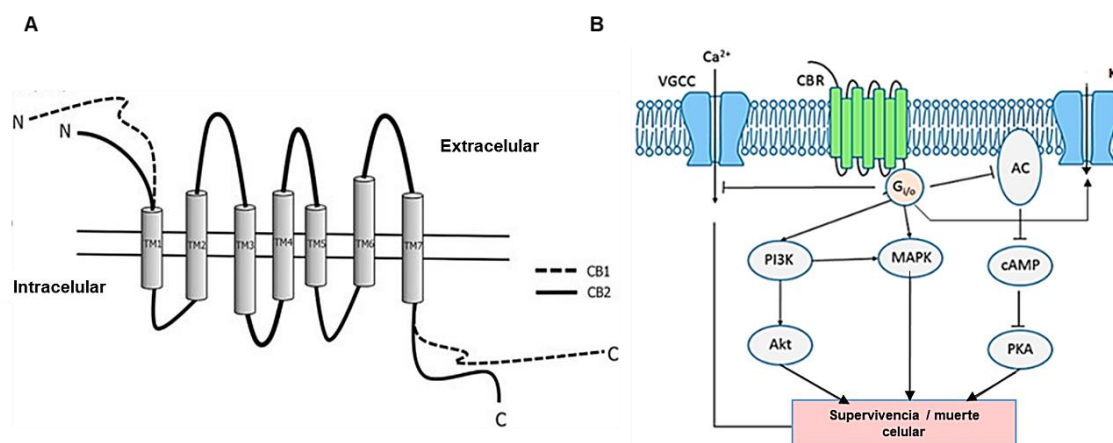 A
N
N
Extracelular
TM1
TM2
TM3
TM4
TM5
TM6
TM7
Intracelular
CB1
CB2
C
C
B
Ca²⁺
VGCC
CBR
K
AC
Gi/o
PI3K
MAPK
cAMP
Akt
PKA
Supervivencia / muerte
celular